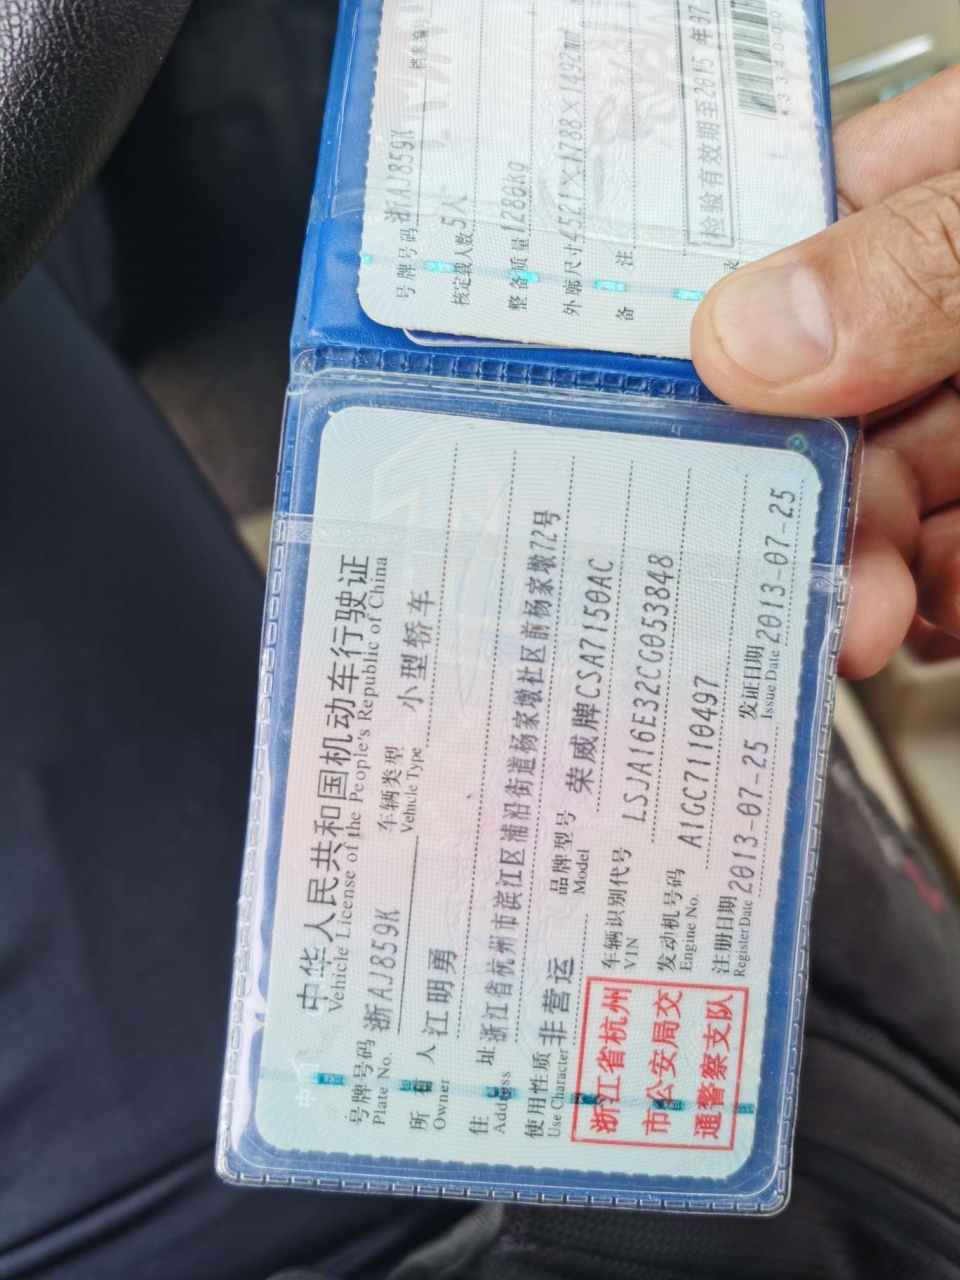 中华人民共和国机动车行驶证
Vehicle License of the People's Republic of China
号牌号码 浙AJ859K 车辆类型 小型轿车
Plate No. Vehicle Type
所有人 江明勇
Owner
住址 浙江省杭州市滨江区浦沿街道杨家墩社区前杨家墩72号
Address
使用性质 非营运 品牌型号 荣威牌CSA7150AC
Use Character Model
浙江省杭州
市公安局交
通警察支队
车辆识别代号 LSJA16E32CG053848
VIN
发动机号码 A1GC7110497
Engine No.
注册日期 2013-07-25 发证日期 2013-07-25
Register Date Issue Date
号牌号码 浙AJ859K 档案编号
核定载人数 5人
整备质量 1280kg
外廓尺寸 4521×1788×1492mm
备注
检验有效期至2015年07
录